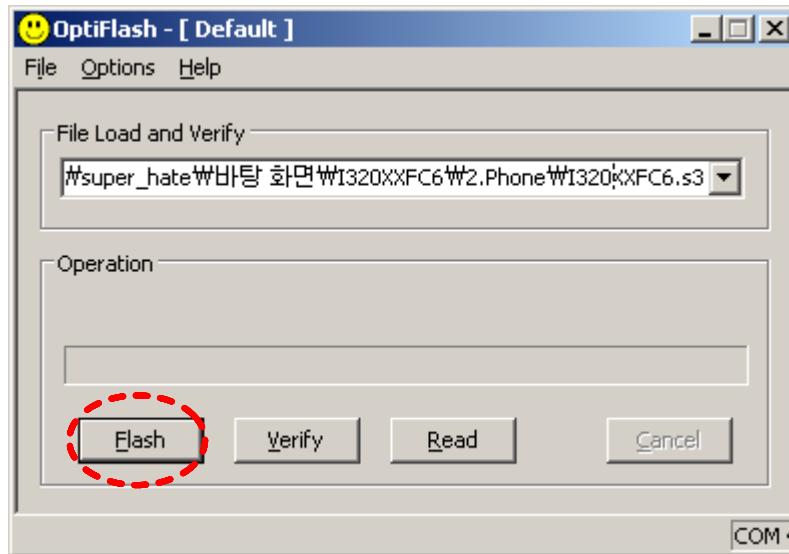 OptiFlash - [ Default ]
File Options Help
File Load and Verify
₩super_hate₩바탕 화면₩I320XXFC6₩2.Phone₩I320XXFC6.s3
Operation
Flash Verify Read Cancel
COM